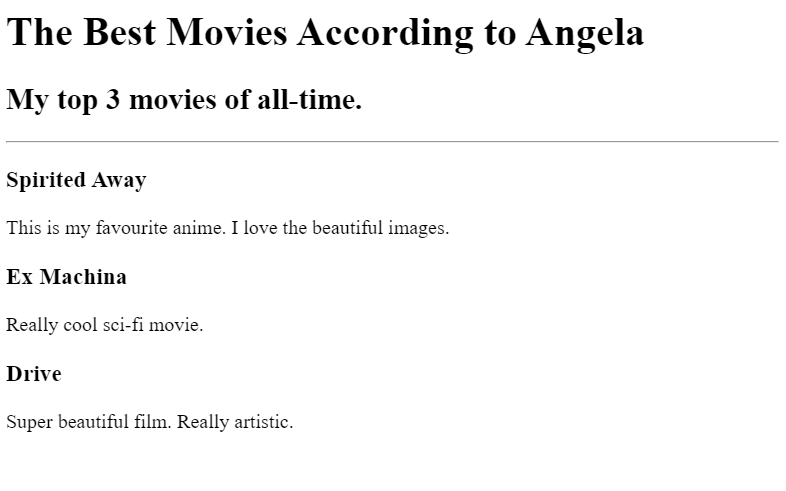 The Best Movies According to Angela
My top 3 movies of all-time.
Spirited Away
This is my favourite anime. I love the beautiful images.
Ex Machina
Really cool sci-fi movie.
Drive
Super beautiful film. Really artistic.